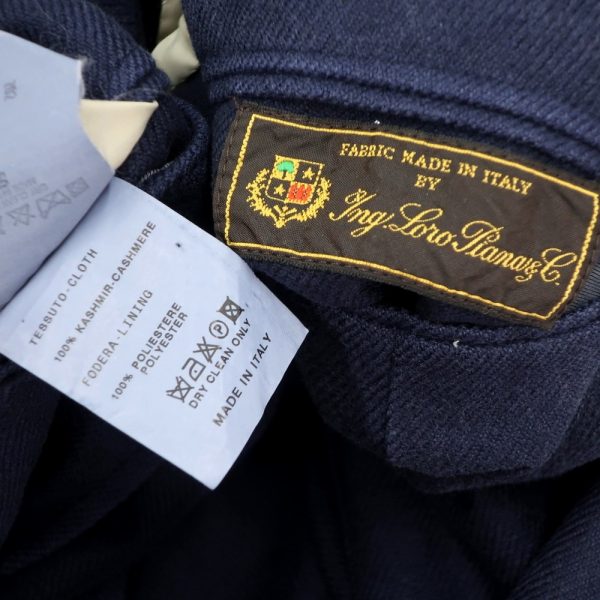 FABRIC MADE IN ITALY
BY
Ing. Loro Piana & C.
TESSUTO-CLOTH
100% KASHMIR-CASHMERE
FODERA-LINING
100% POLIESTERE
POLYESTER
DRY CLEAN ONLY
MADE IN ITALY